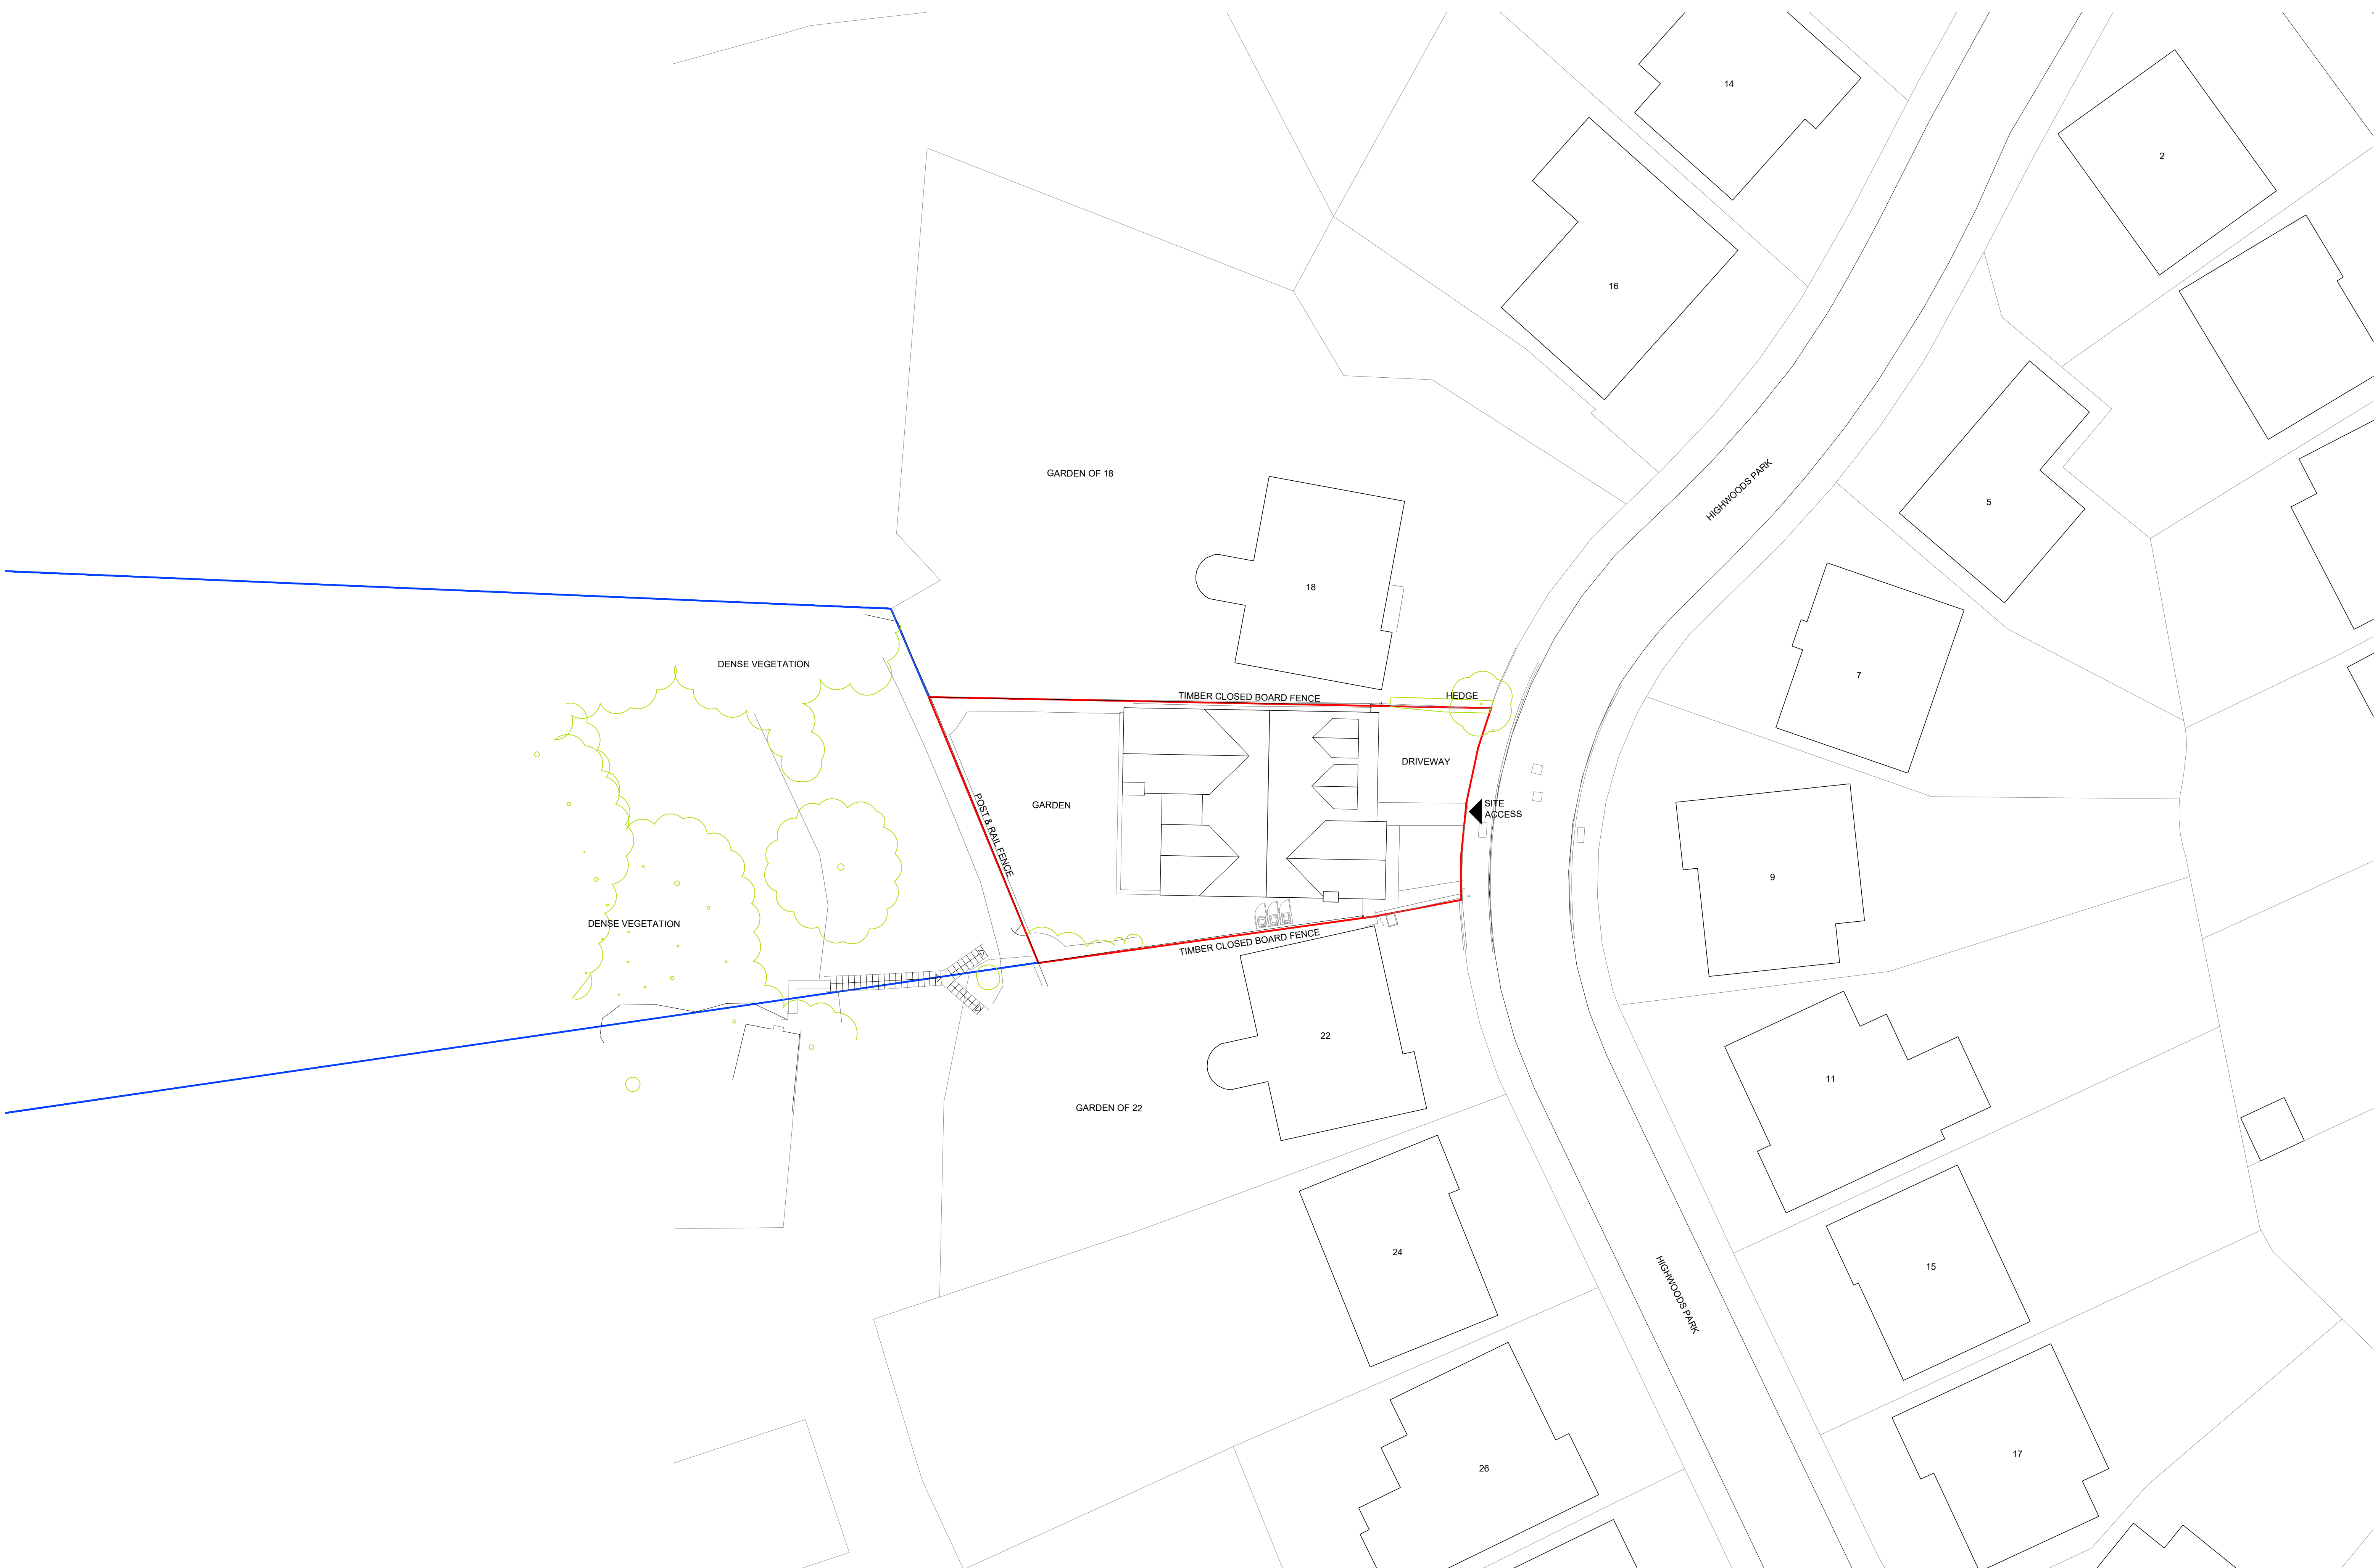 14
2
16
GARDEN OF 18
HIGHWOODS PARK
5
18
DENSE VEGETATION
7
TIMBER CLOSED BOARD FENCE
HEDGE
DRIVEWAY
GARDEN
POST & RAIL FENCE
SITE
ACCESS
9
DENSE VEGETATION
TIMBER CLOSED BOARD FENCE
22
11
GARDEN OF 22
24
15
HIGHWOODS PARK
26
17